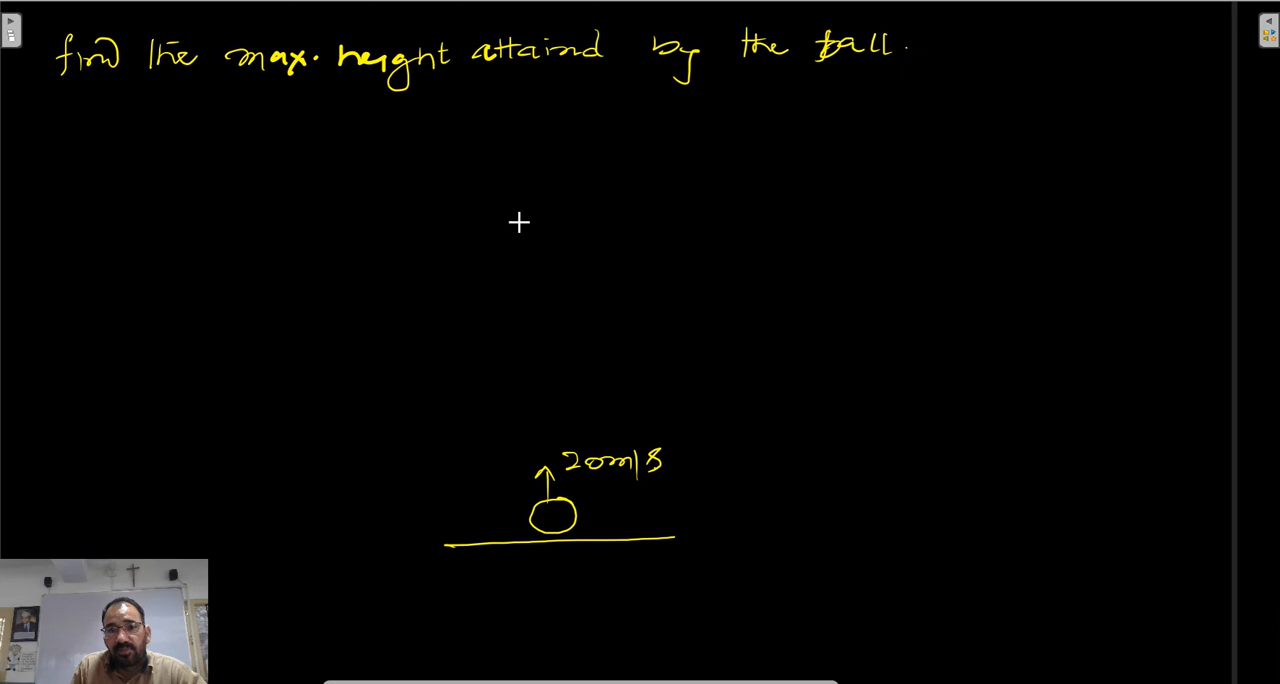 find the max. height attained by the ball.
20m/s